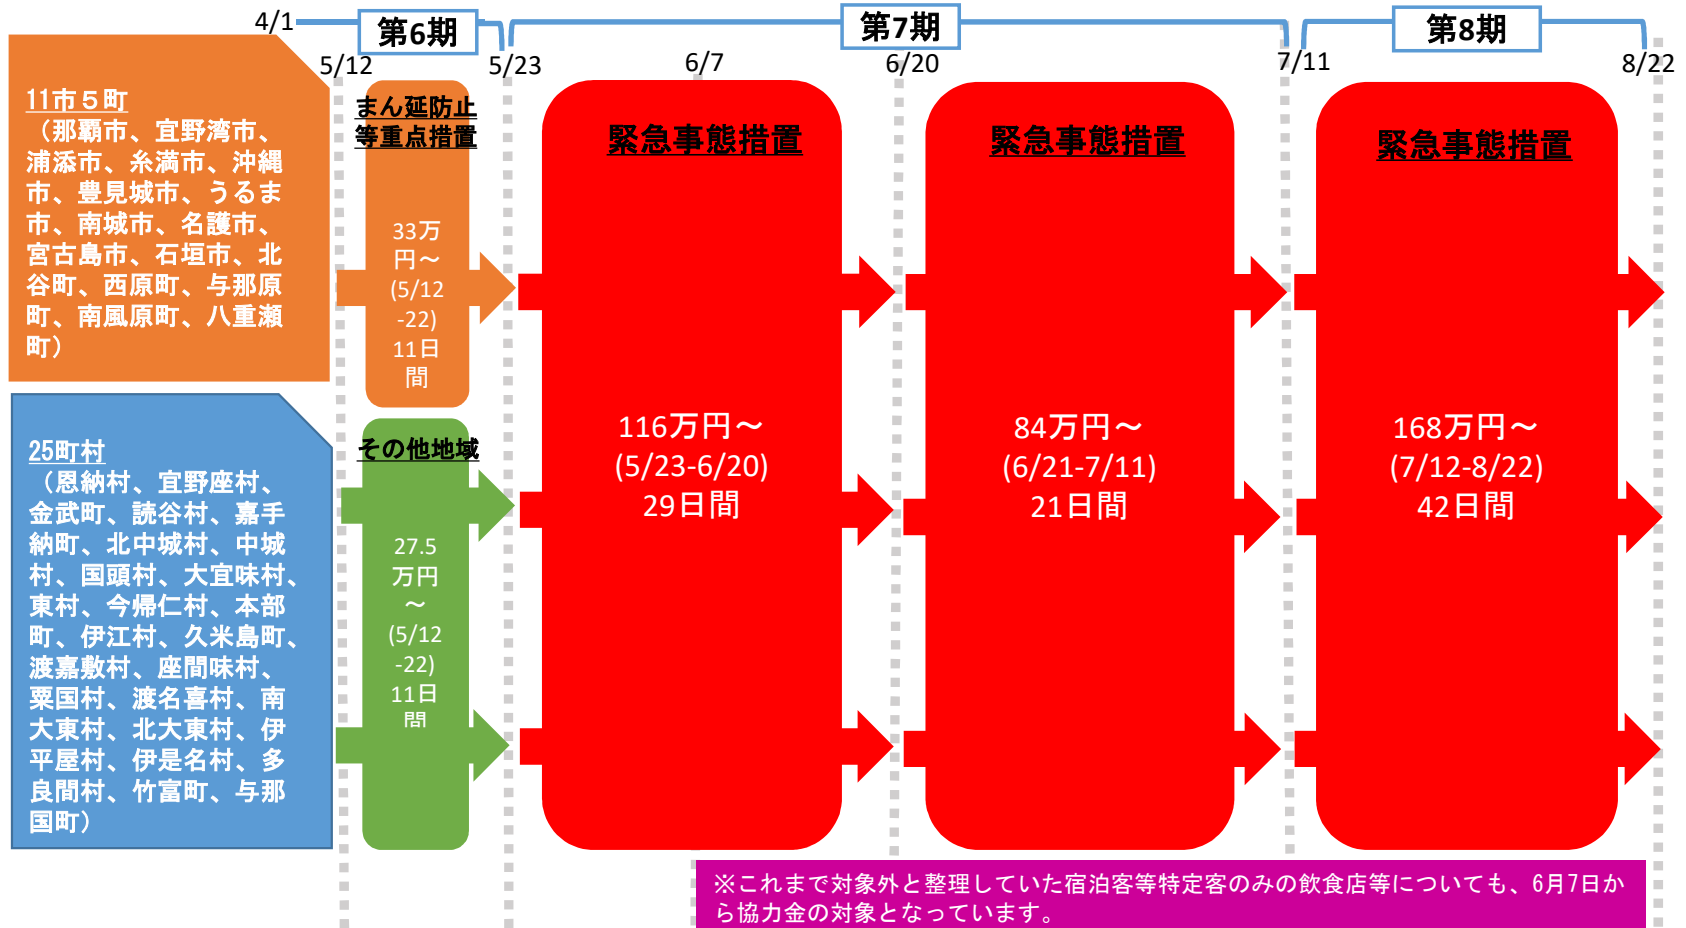 4/1
第6期
第7期
第8期
5/12
5/23
6/7
6/20
7/11
8/22
11市５町
（那覇市、宜野湾市、
浦添市、糸満市、沖縄
市、豊見城市、うるま
市、南城市、名護市、
宮古島市、石垣市、北
谷町、西原町、与那原
町、南風原町、八重瀬
町）
まん延防止
等重点措置
33万
円～
(5/12
-22)
11日
間
25町村
（恩納村、宜野座村、
金武町、読谷村、嘉手
納町、北中城村、中城
村、国頭村、大宜味村、
東村、今帰仁村、本部
町、伊江村、久米島町、
渡嘉敷村、座間味村、
粟国村、渡名喜村、南
大東村、北大東村、伊
平屋村、伊是名村、多
良間村、竹富町、与那
国町）
その他地域
27.5
万円
～
(5/12
-22)
11日
間
緊急事態措置
116万円～
(5/23-6/20)
29日間
緊急事態措置
84万円～
(6/21-7/11)
21日間
緊急事態措置
168万円～
(7/12-8/22)
42日間
※これまで対象外と整理していた宿泊客等特定客のみの飲食店等についても、6月7日か
ら協力金の対象となっています。